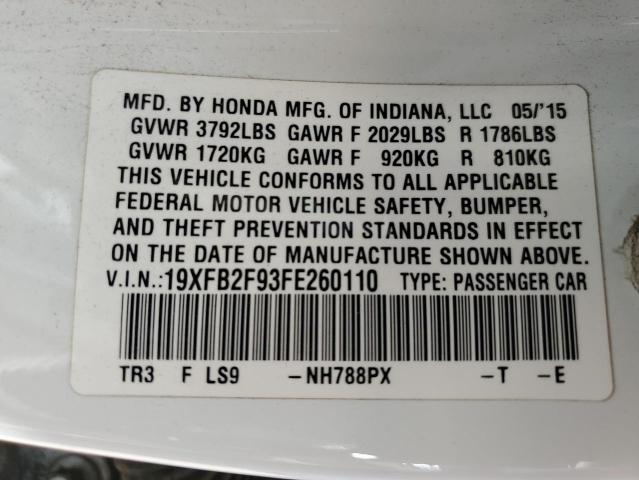 MFD. BY HONDA MFG. OF INDIANA, LLC 05/'15
GVWR 3792LBS GAWR F 2029LBS R 1786LBS
GVWR 1720KG GAWR F 920KG R 810KG
THIS VEHICLE CONFORMS TO ALL APPLICABLE
FEDERAL MOTOR VEHICLE SAFETY, BUMPER,
AND THEFT PREVENTION STANDARDS IN EFFECT
ON THE DATE OF MANUFACTURE SHOWN ABOVE.
V.I.N.:19XFB2F93FE260110 TYPE: PASSENGER CAR
TR3 F LS9 –NH788PX –T –E